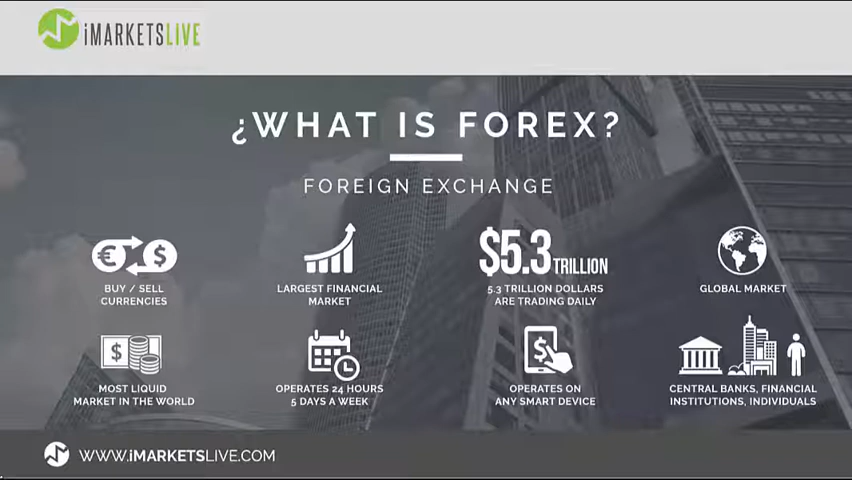 iMARKETSLIVE
¿WHAT IS FOREX?
FOREIGN EXCHANGE
BUY / SELL
CURRENCIES
LARGEST FINANCIAL
MARKET
$5.3 TRILLION
5.3 TRILLION DOLLARS
ARE TRADING DAILY
GLOBAL MARKET
MOST LIQUID
MARKET IN THE WORLD
OPERATES 24 HOURS
5 DAYS A WEEK
OPERATES ON
ANY SMART DEVICE
CENTRAL BANKS, FINANCIAL
INSTITUTIONS, INDIVIDUALS
WWW.iMARKETSLIVE.COM